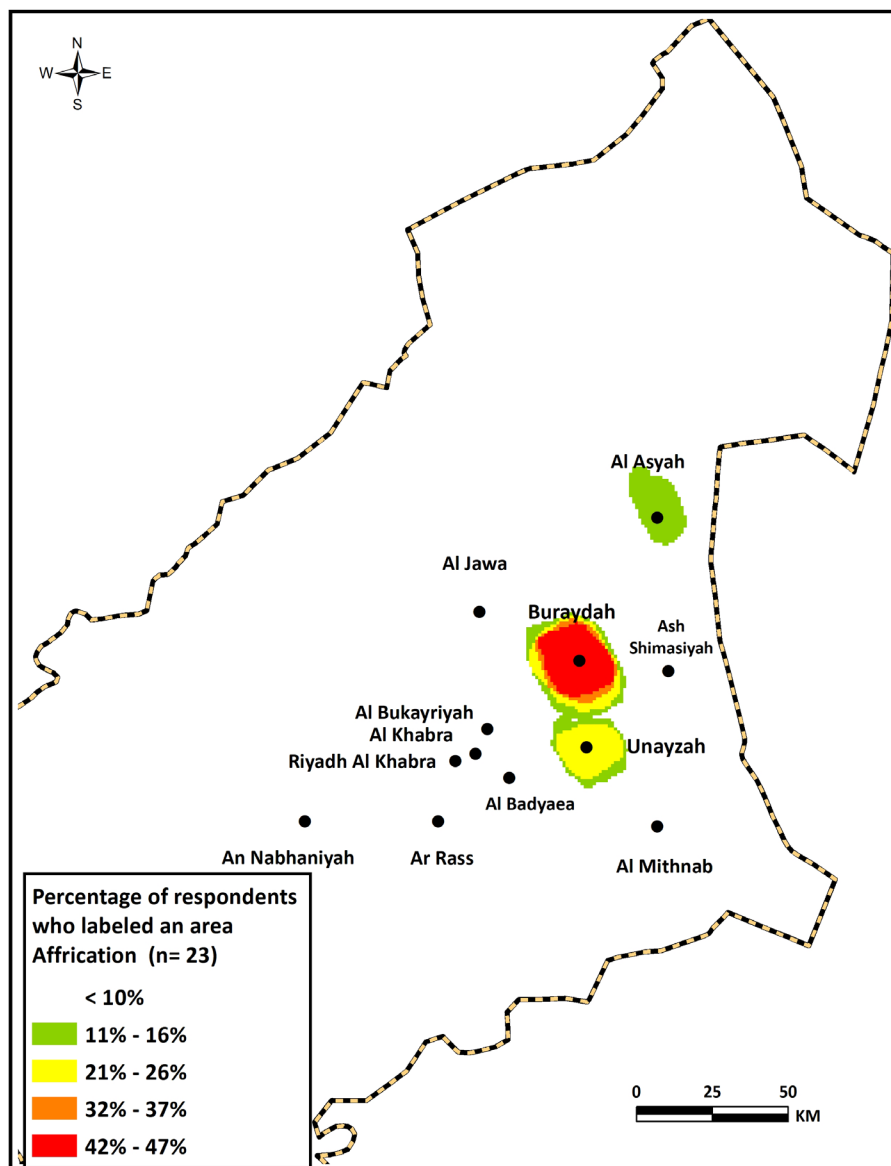 N
W E
S
Al Asyah
Al Jawa
Buraydah
Ash
Shimasiyah
Al Bukayriyah
Al Khabra
Riyadh Al Khabra
Unayzah
Al Badyaea
An Nabhaniyah
Ar Rass
Al Mithnab
Percentage of respondents
who labeled an area
Affrication (n= 23)
< 10%
11% - 16%
21% - 26%
32% - 37%
42% - 47%
0 25 50
KM